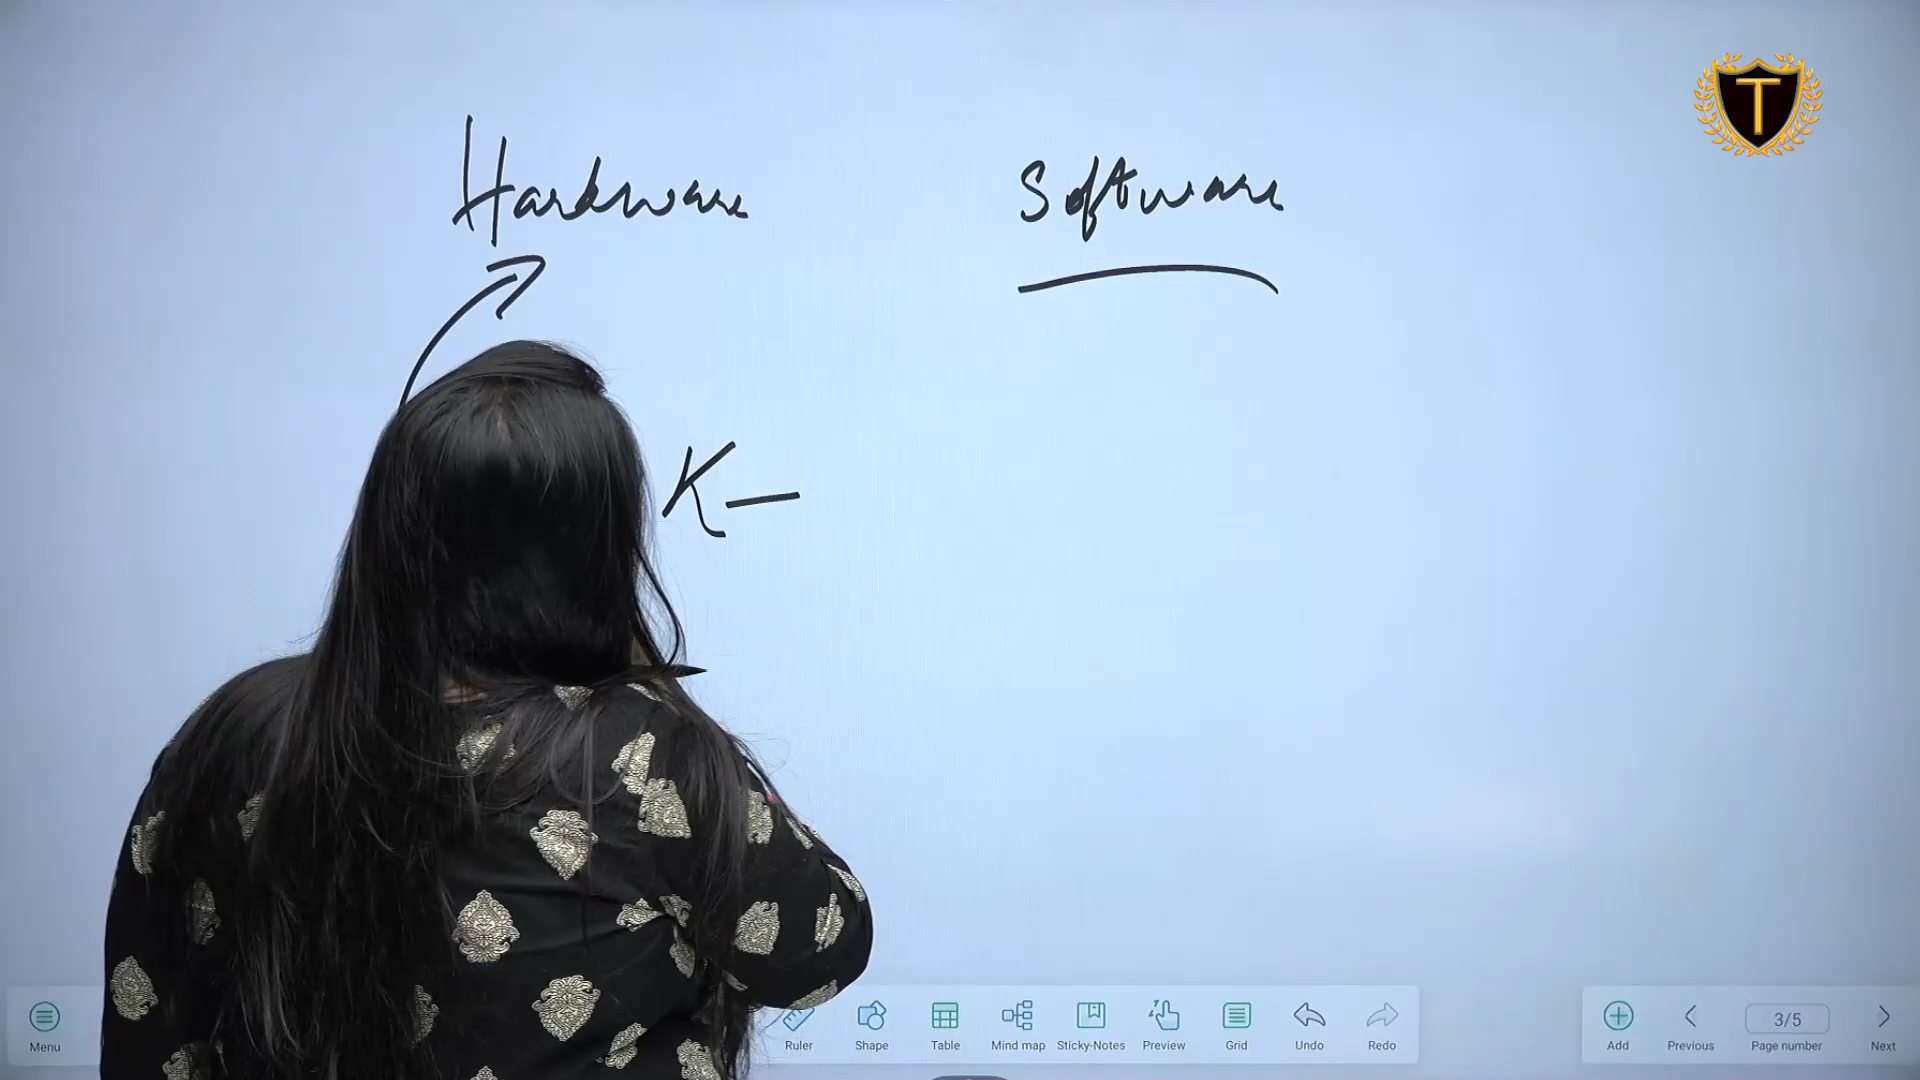 T
Hardware Software
K-
Menu Ruler Shape Table Mind map Sticky-Notes Preview Grid Undo Redo Add Previous 3/5 Page number Next